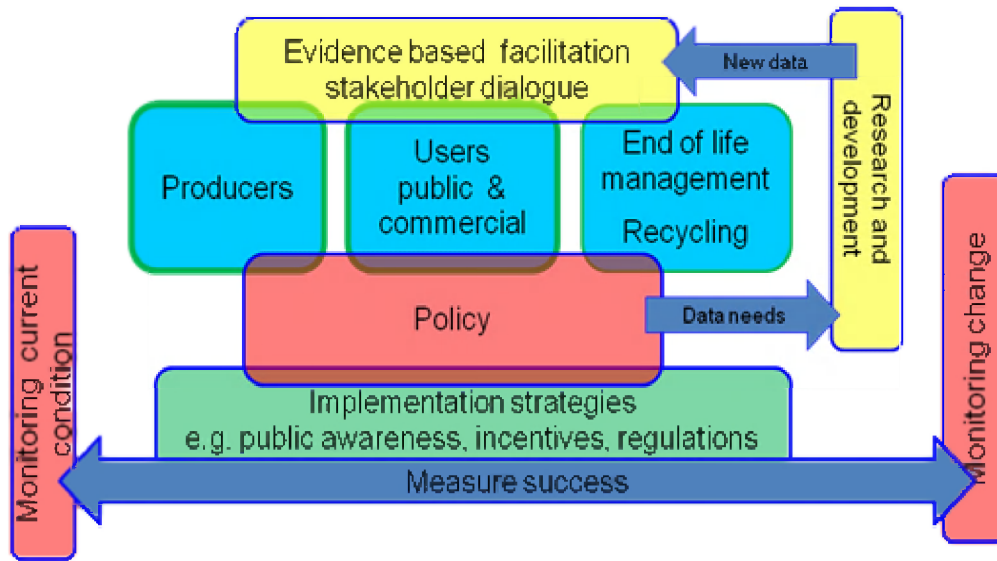 Evidence based facilitation
stakeholder dialogue
New data
Research and
development
Producers
Users
public &
commercial
End of life
management
Recycling
Policy
Data needs
Monitoring current
condition
Monitoring change
Implementation strategies
e.g. public awareness, incentives, regulations
Measure success